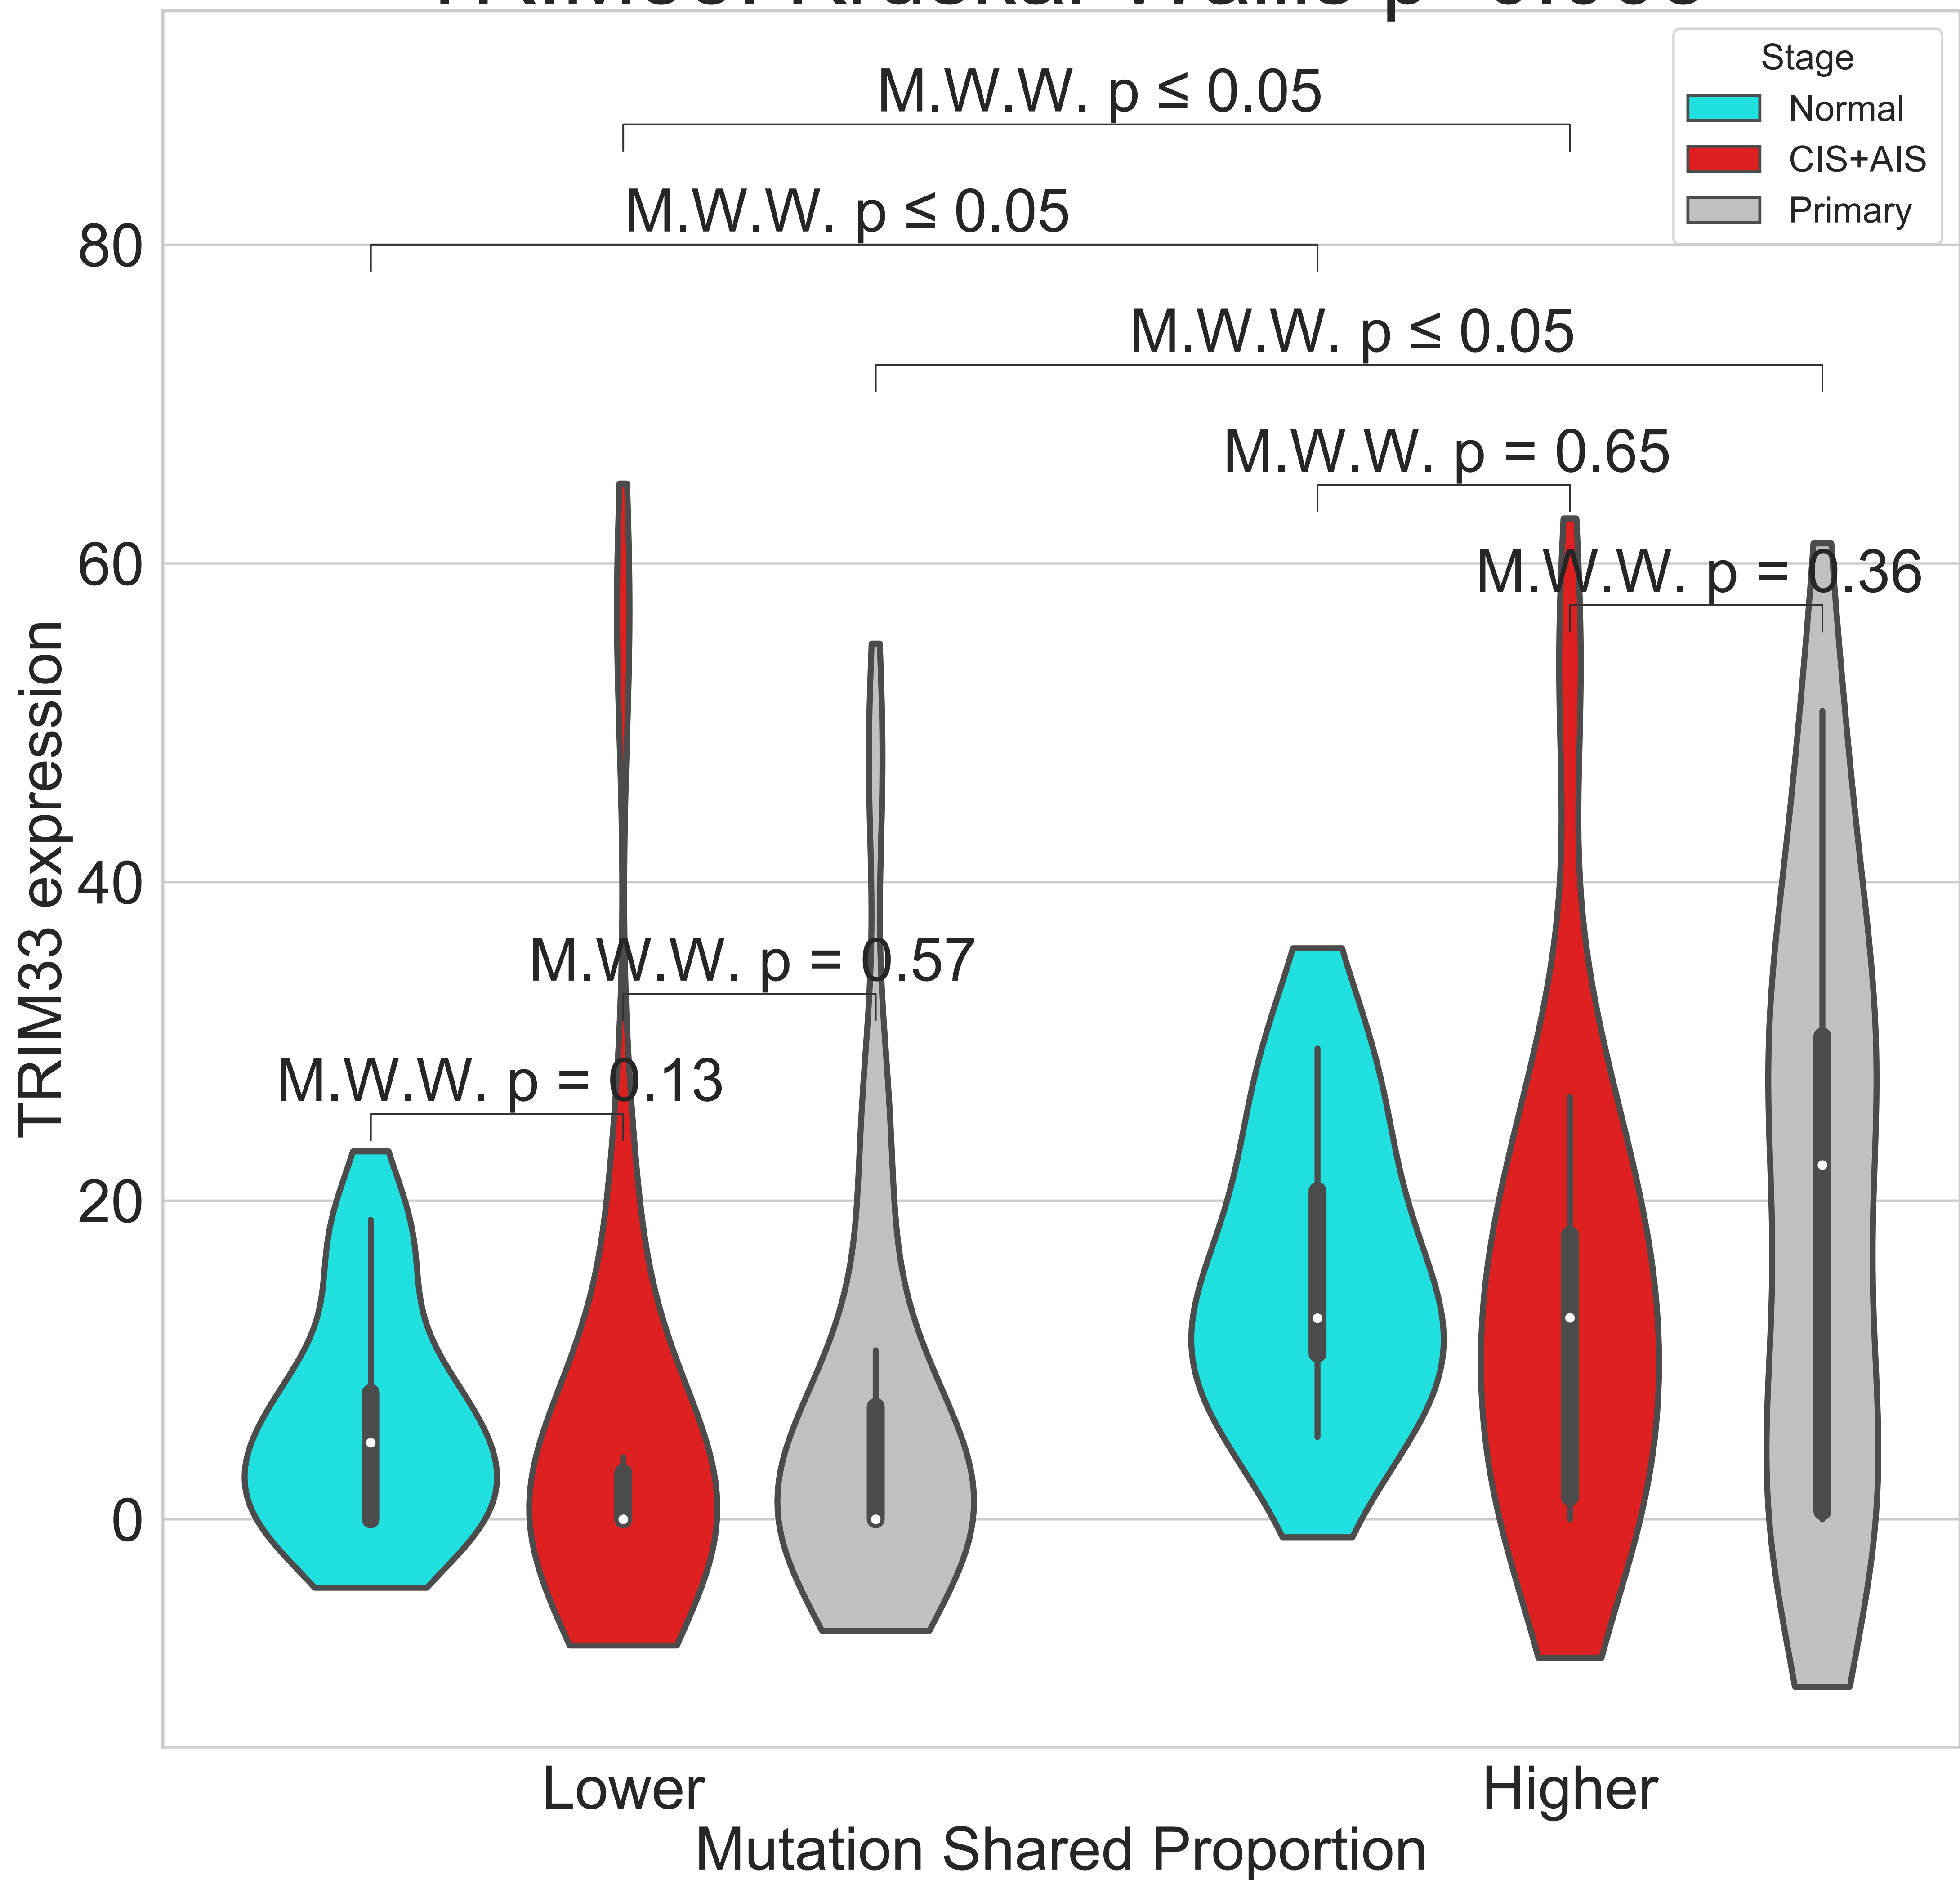 Stage
Normal
CIS+AIS
Primary
M.W.W. p ≤ 0.05
M.W.W. p ≤ 0.05
M.W.W. p ≤ 0.05
M.W.W. p = 0.65
M.W.W. p = 0.36
M.W.W. p = 0.57
M.W.W. p = 0.13
TRIM33 expression
80
60
40
20
0
Lower
Higher
Mutation Shared Proportion